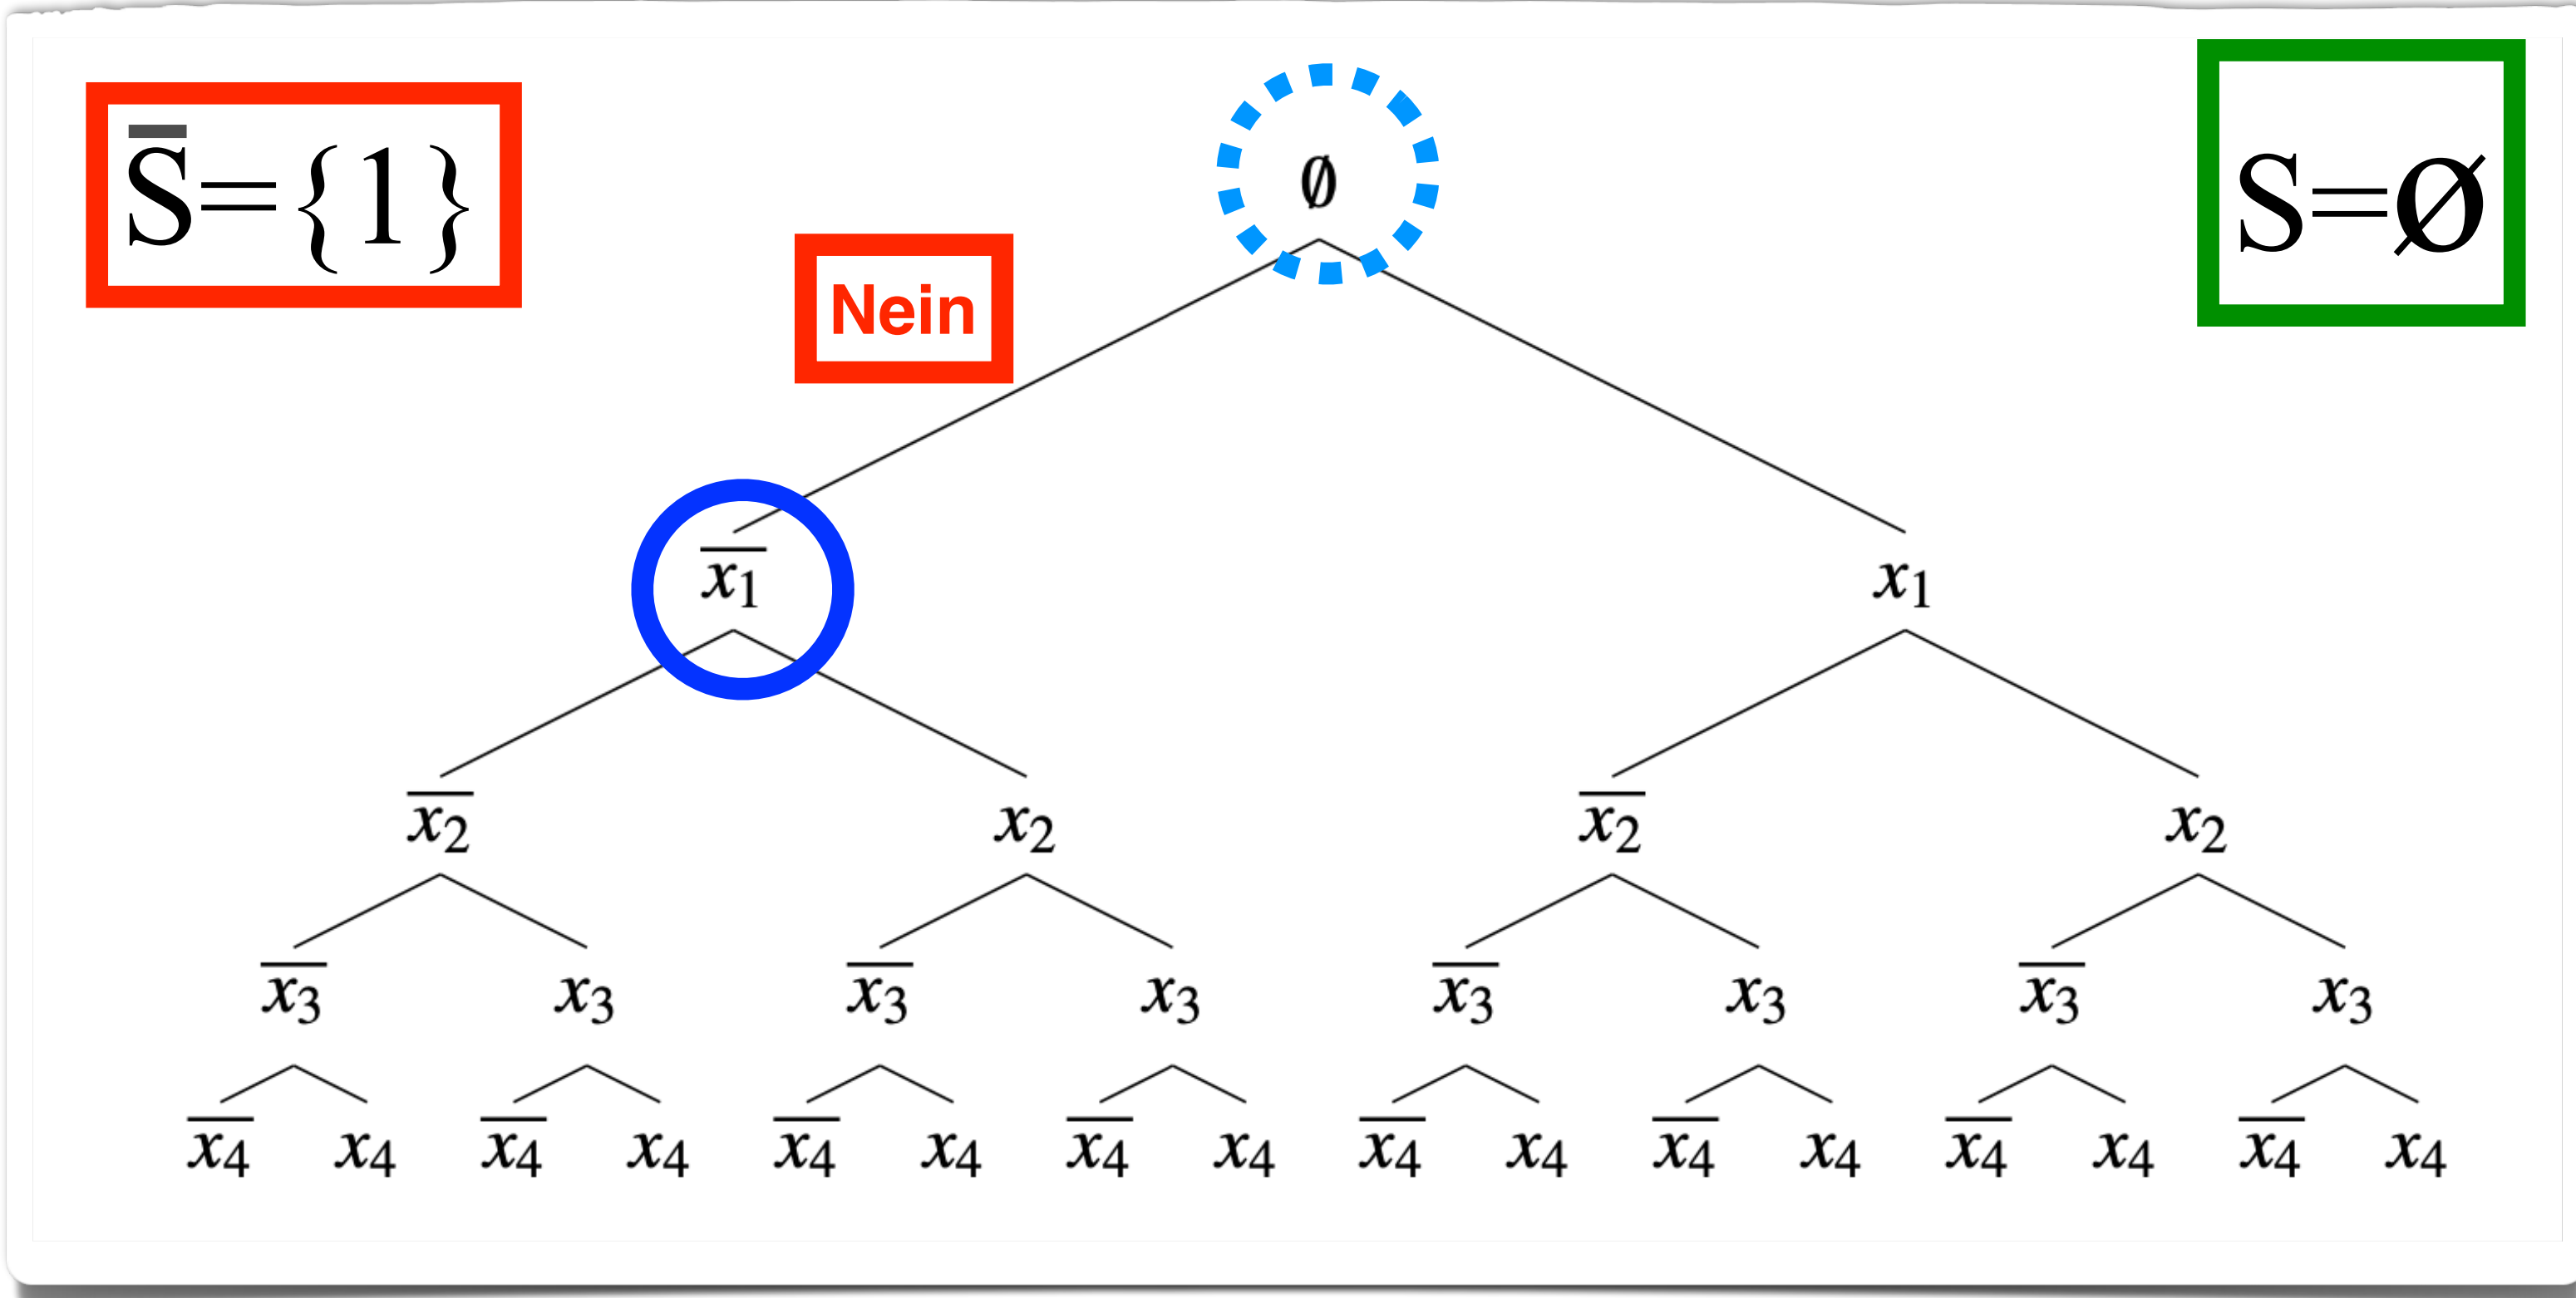 S̅={1}
∅
S=Ø
Nein
x̅₁ x₁
x̅₂ x₂ x̅₂ x₂
x̅₃ x₃ x̅₃ x₃ x̅₃ x₃ x̅₃ x₃
x̅₄ x₄ x̅₄ x₄ x̅₄ x₄ x̅₄ x₄ x̅₄ x₄ x̅₄ x₄ x̅₄ x₄ x̅₄ x₄